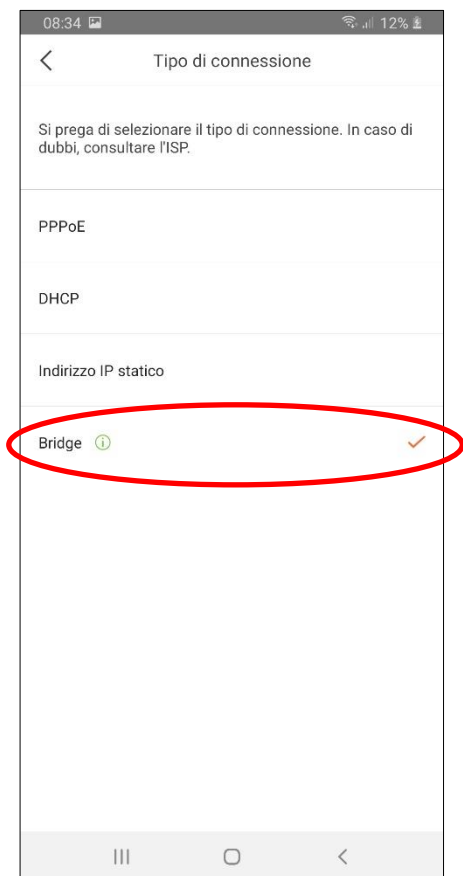 08:34
12%
Tipo di connessione
Si prega di selezionare il tipo di connessione. In caso di
dubbi, consultare l'ISP.
PPPoE
DHCP
Indirizzo IP statico
Bridge